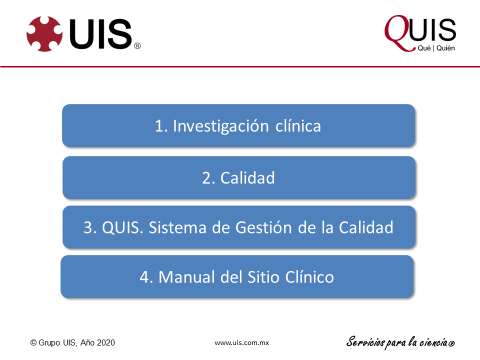 UIS®
QUIS
Qué | Quién
1. Investigación clínica
2. Calidad
3. QUIS. Sistema de Gestión de la Calidad
4. Manual del Sitio Clínico
© Grupo UIS, Año 2020
www.uis.com.mx
Servicios para la ciencia®